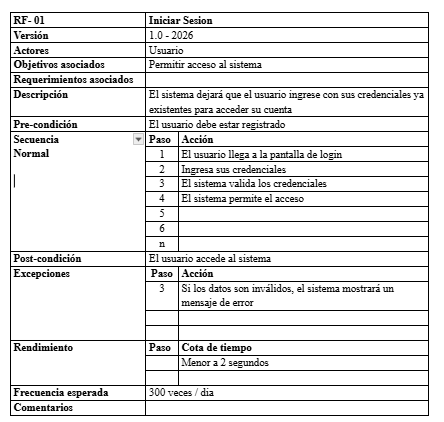 RF- 01 Iniciar Sesion
Versión 1.0 - 2026
Actores Usuario
Objetivos asociados Permitir acceso al sistema
Requerimientos asociados
Descripción El sistema dejará que el usuario ingrese con sus credenciales ya
existentes para acceder su cuenta
Pre-condición El usuario debe estar registrado
Secuencia Paso Acción
Normal 1 El usuario llega a la pantalla de login
2 Ingresa sus credenciales
3 El sistema valida los credenciales
4 El sistema permite el acceso
5
6
n
Post-condición El usuario accede al sistema
Excepciones Paso Acción
3 Si los datos son inválidos, el sistema mostrará un
mensaje de error
Rendimiento Paso Cota de tiempo
Menor a 2 segundos
Frecuencia esperada 300 veces / dia
Comentarios